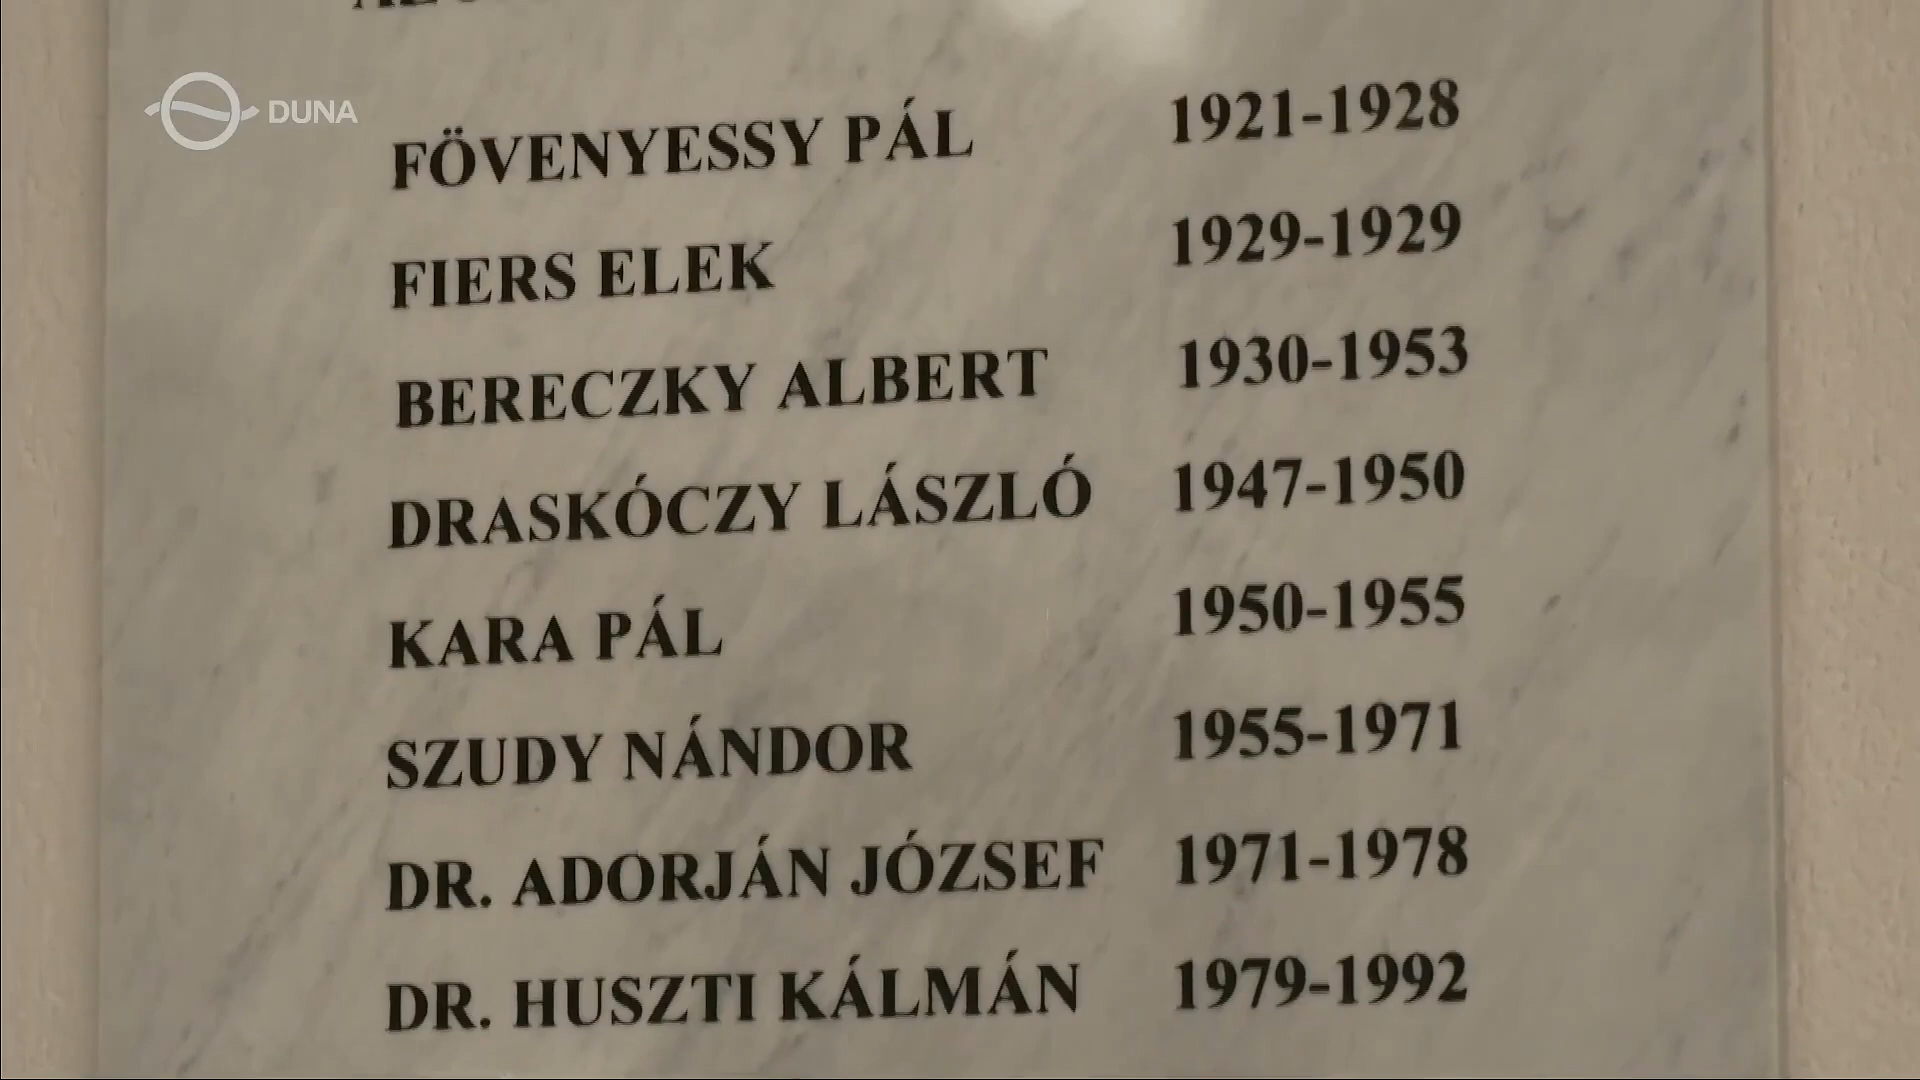 DUNA
FÖVENYESSY PÁL 1921-1928
FIERS ELEK 1929-1929
BERECZKY ALBERT 1930-1953
DRASKÓCZY LÁSZLÓ 1947-1950
KARA PÁL 1950-1955
SZUDY NÁNDOR 1955-1971
DR. ADORJÁN JÓZSEF 1971-1978
DR. HUSZTI KÁLMÁN 1979-1992